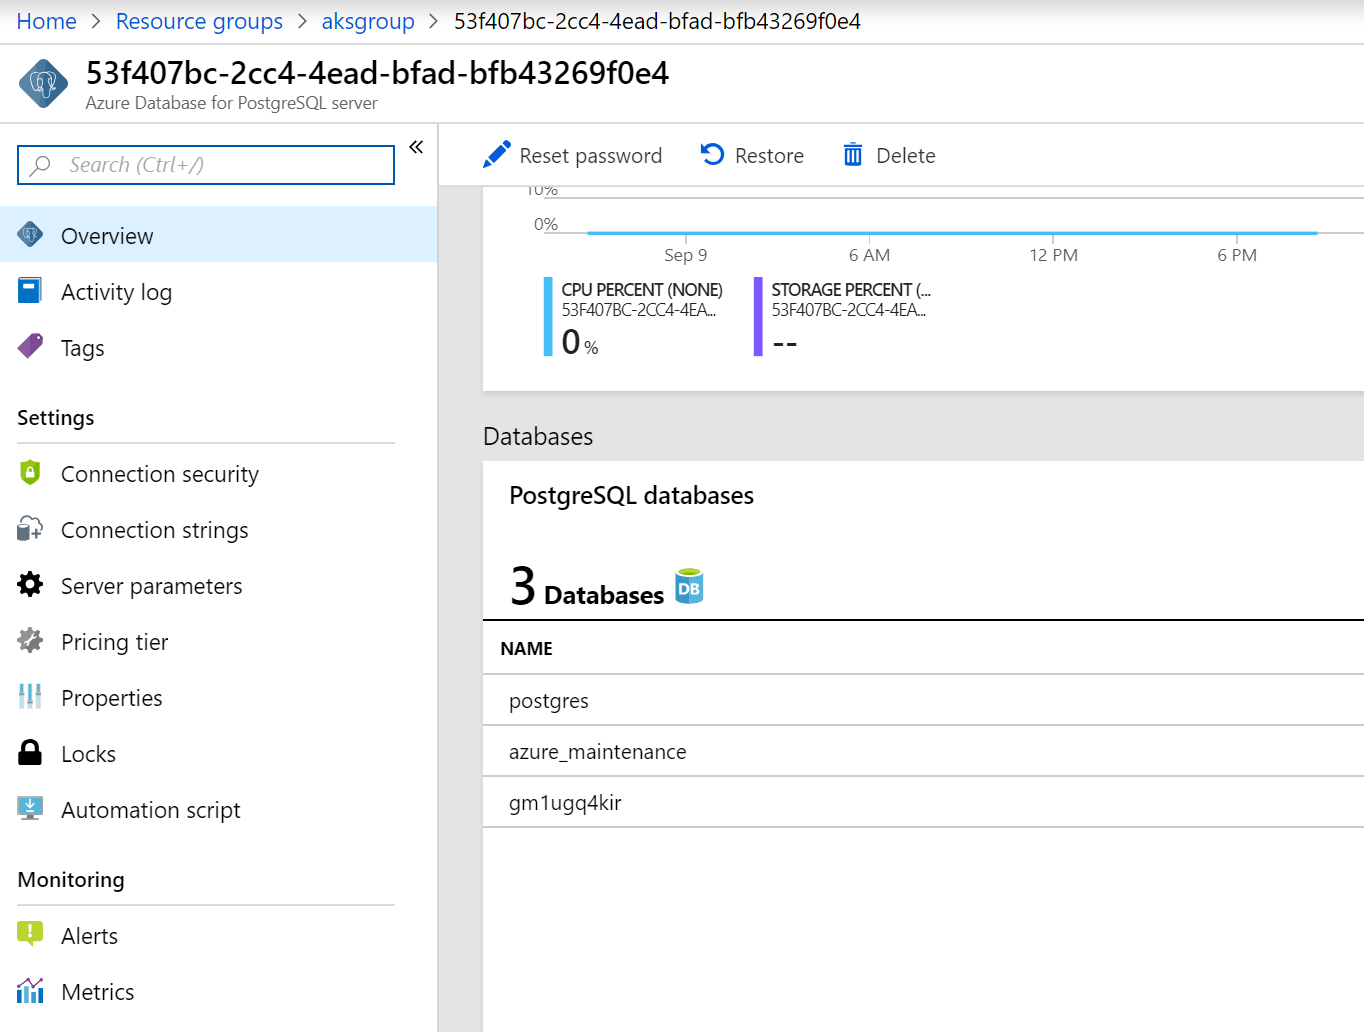 Home > Resource groups > aksgroup > 53f407bc-2cc4-4ead-bfad-bfb43269f0e4
53f407bc-2cc4-4ead-bfad-bfb43269f0e4
Azure Database for PostgreSQL server
Search (Ctrl+/)
«
Overview
Activity log
Tags
Settings
Connection security
Connection strings
Server parameters
Pricing tier
Properties
Locks
Automation script
Monitoring
Alerts
Metrics
Reset password
Restore
Delete
10%
0%
Sep 9
6 AM
12 PM
6 PM
CPU PERCENT (NONE)
53F407BC-2CC4-4EA...
0 %
STORAGE PERCENT (...
53F407BC-2CC4-4EA...
--
Databases
PostgreSQL databases
3 Databases DB
NAME
postgres
azure_maintenance
gm1ugq4kir